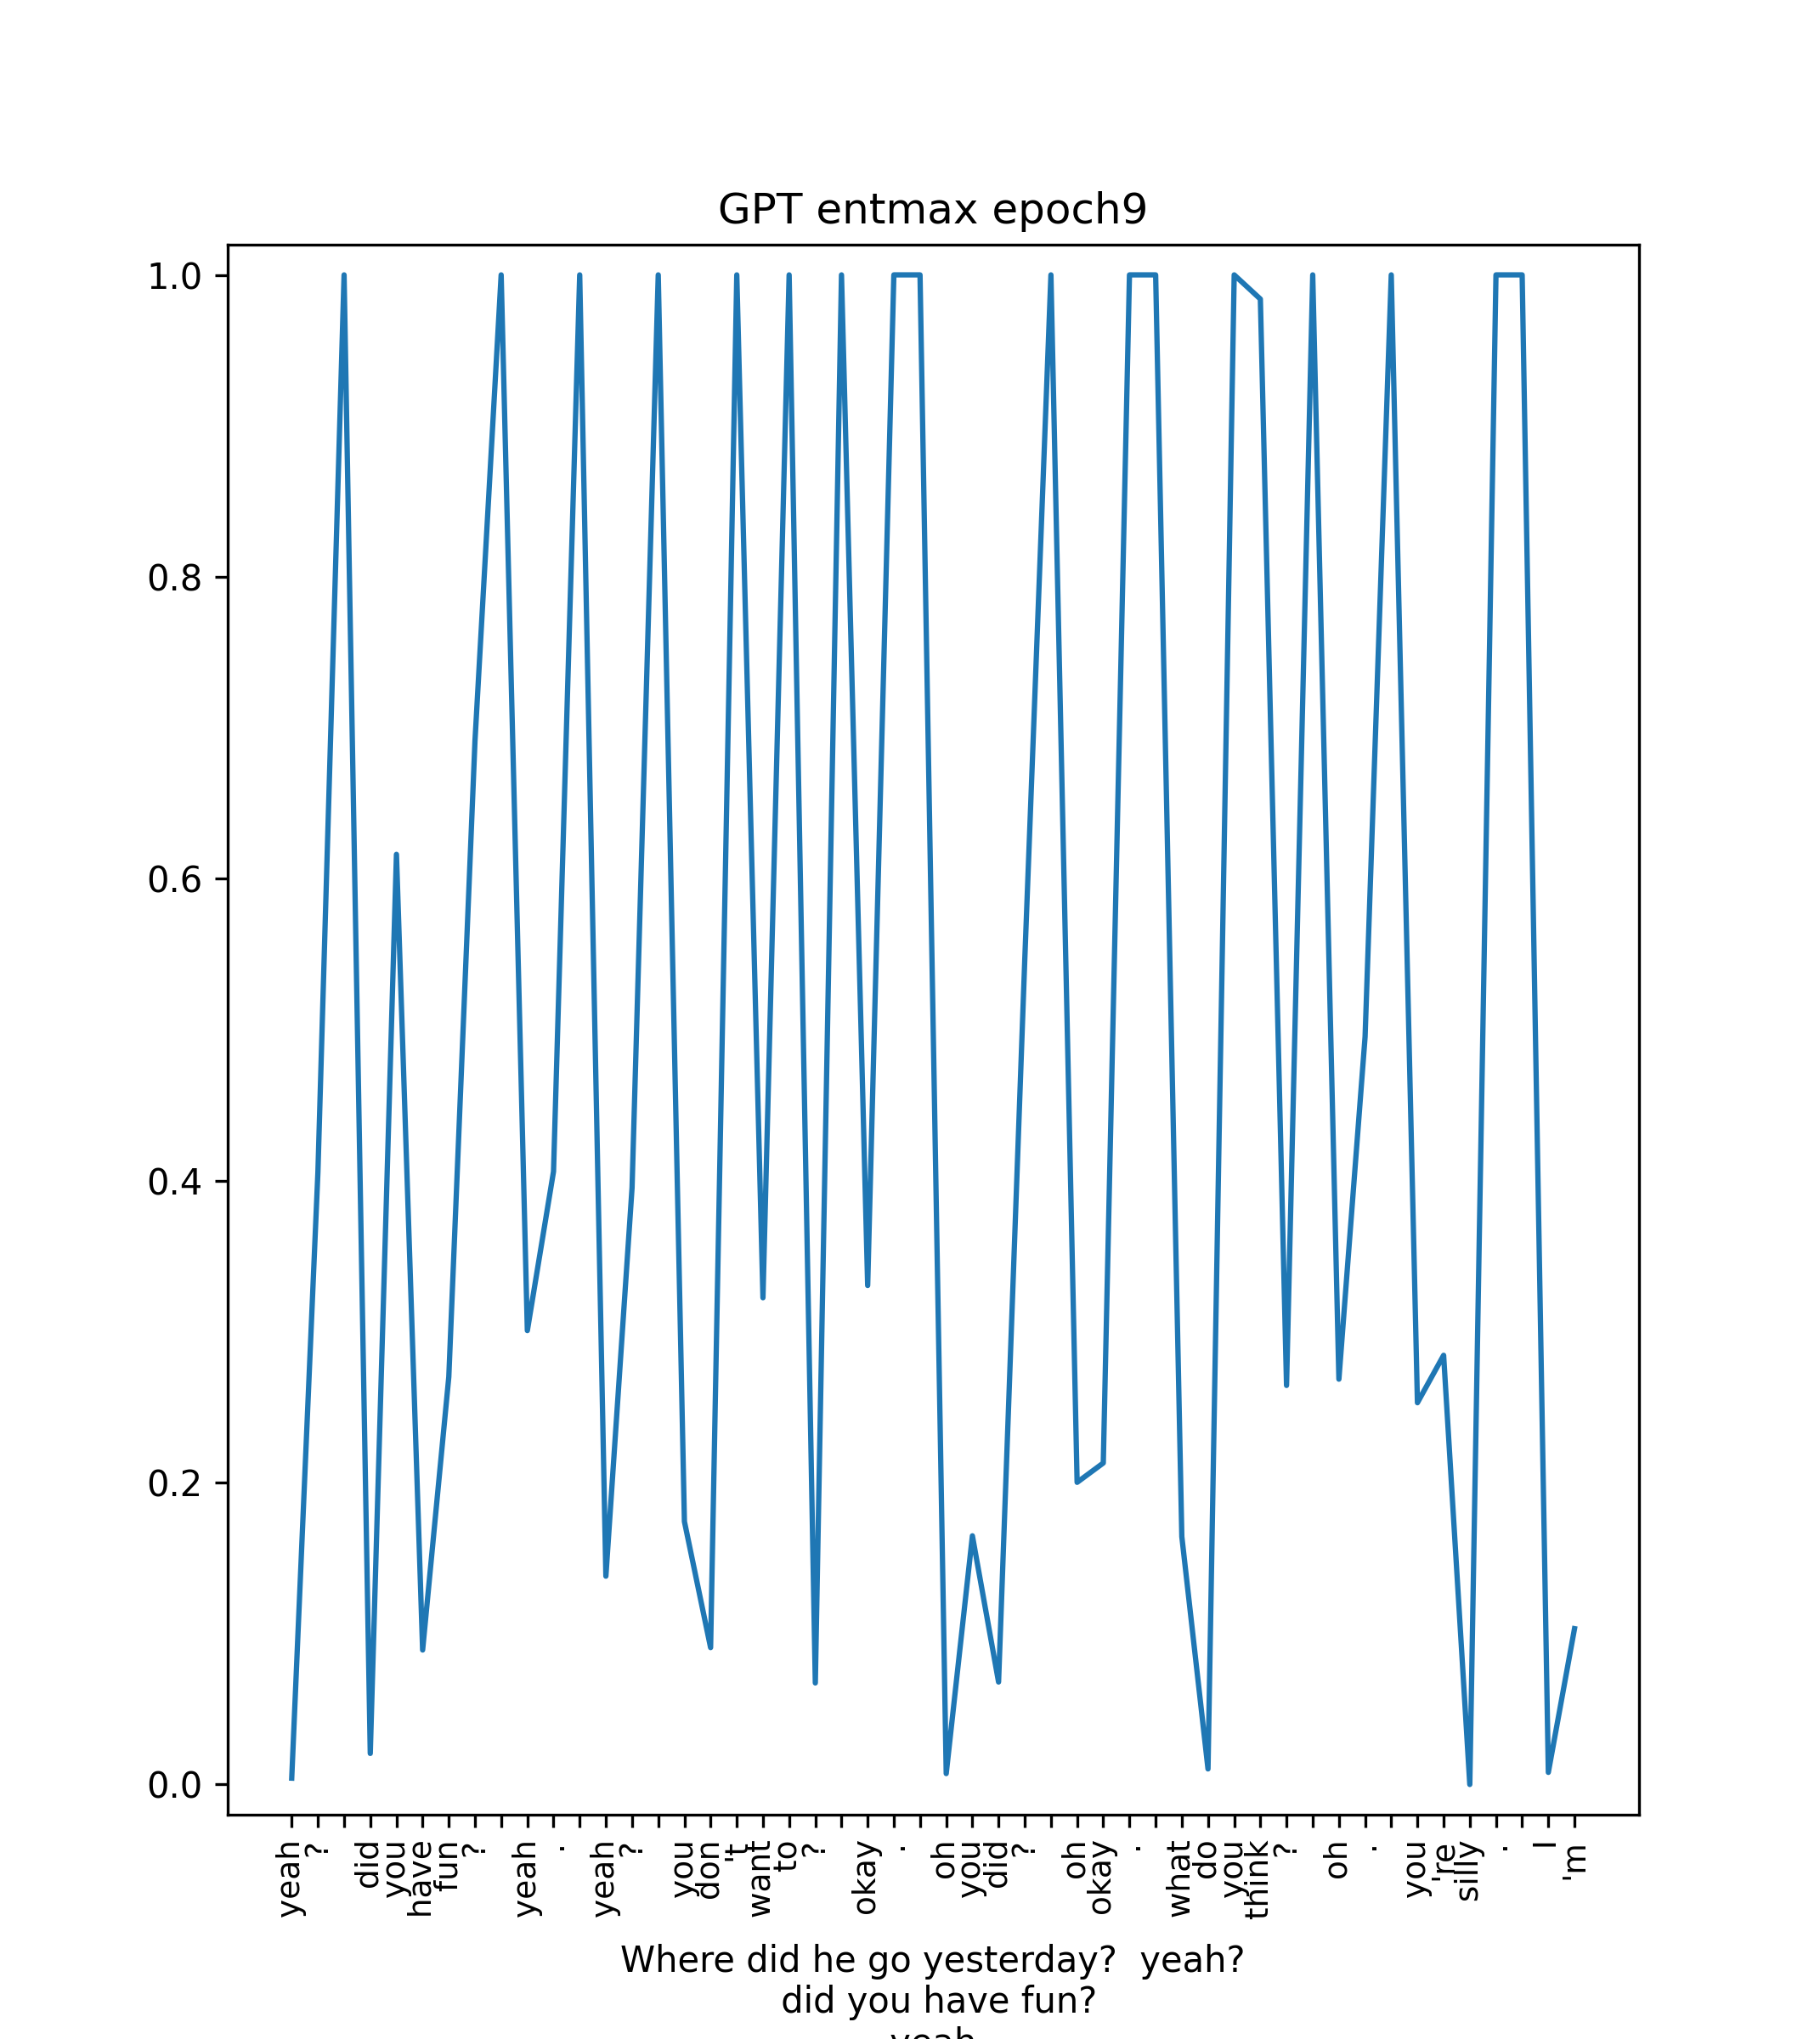 GPT entmax epoch9
1.0
0.8
0.6
0.4
0.2
0.0
yeah
?
did
you
have
fun
?
yeah
.
yeah
?
you
don
't
want
to
?
okay
.
oh
you
did
?
oh
okay
.
what
do
you
think
?
oh
.
you
're
silly
.
I
'm
Where did he go yesterday?  yeah?
did you have fun?
yeah